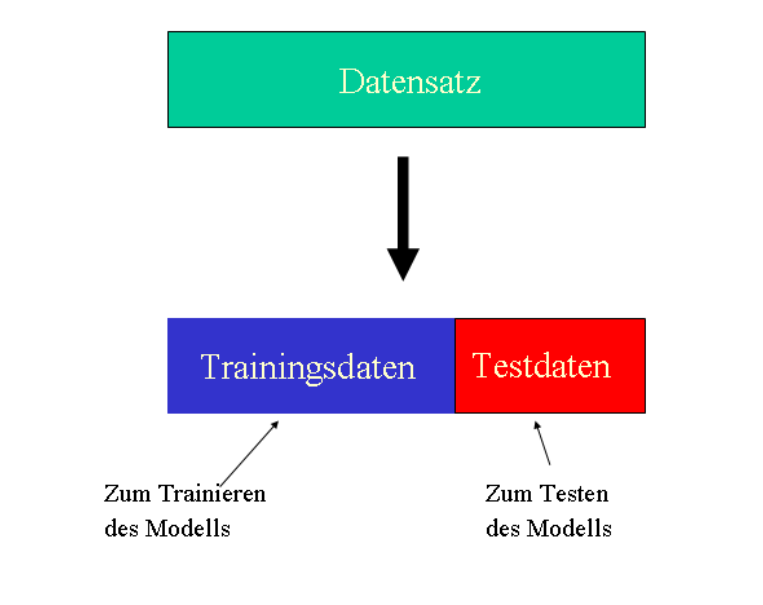 Datensatz
Trainingsdaten
Testdaten
Zum Trainieren
des Modells
Zum Testen
des Modells